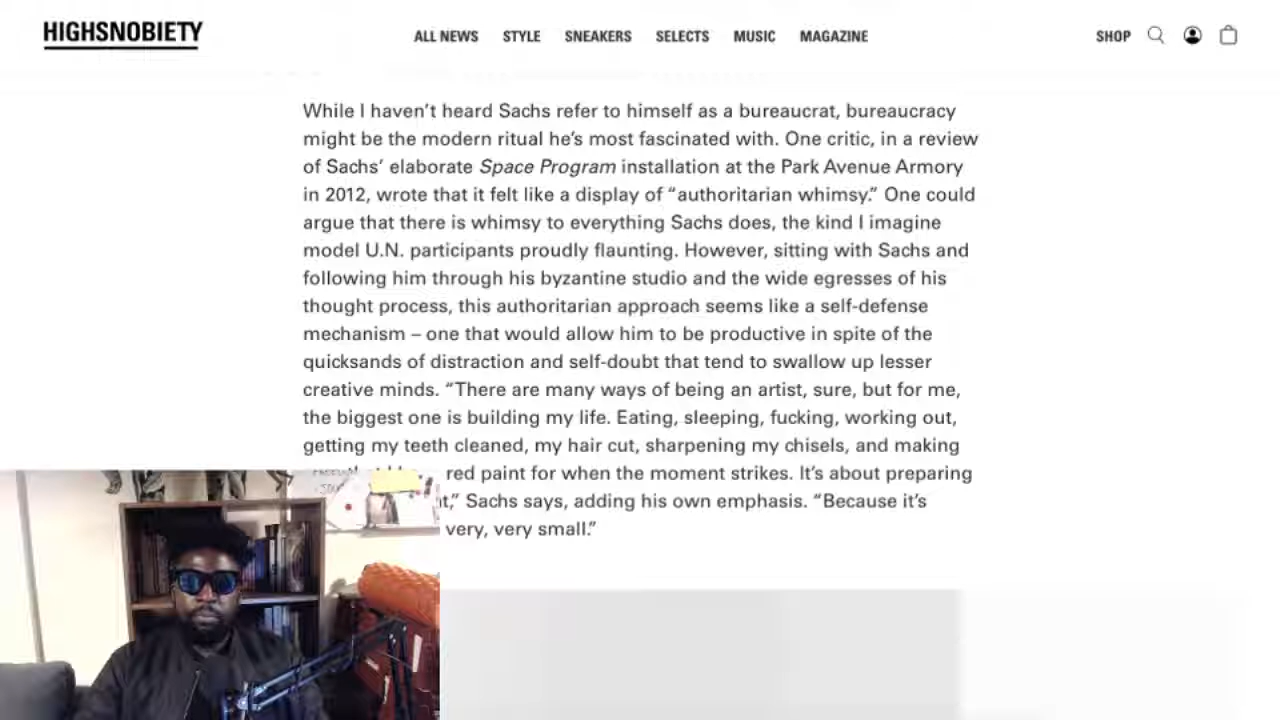 HIGHSNOBIETY
ALL NEWS STYLE SNEAKERS SELECTS MUSIC MAGAZINE
SHOP
While I haven't heard Sachs refer to himself as a bureaucrat, bureaucracy
might be the modern ritual he's most fascinated with. One critic, in a review
of Sachs' elaborate Space Program installation at the Park Avenue Armory
in 2012, wrote that it felt like a display of “authoritarian whimsy.” One could
argue that there is whimsy to everything Sachs does, the kind I imagine
model U.N. participants proudly flaunting. However, sitting with Sachs and
following him through his byzantine studio and the wide egresses of his
thought process, this authoritarian approach seems like a self-defense
mechanism – one that would allow him to be productive in spite of the
quicksands of distraction and self-doubt that tend to swallow up lesser
creative minds. “There are many ways of being an artist, sure, but for me,
the biggest one is building my life. Eating, sleeping, fucking, working out,
getting my teeth cleaned, my hair cut, sharpening my chisels, and making
red paint for when the moment strikes. It's about preparing
Sachs says, adding his own emphasis. “Because it's
very, very small.”